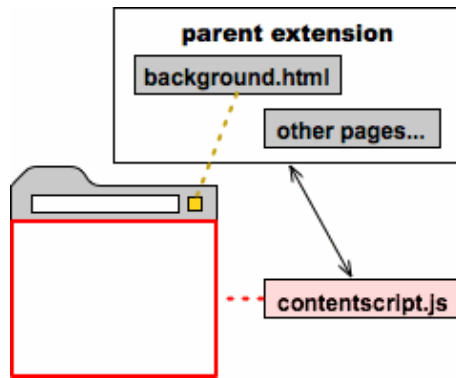 parent extension
background.html
other pages...
contentscript.js